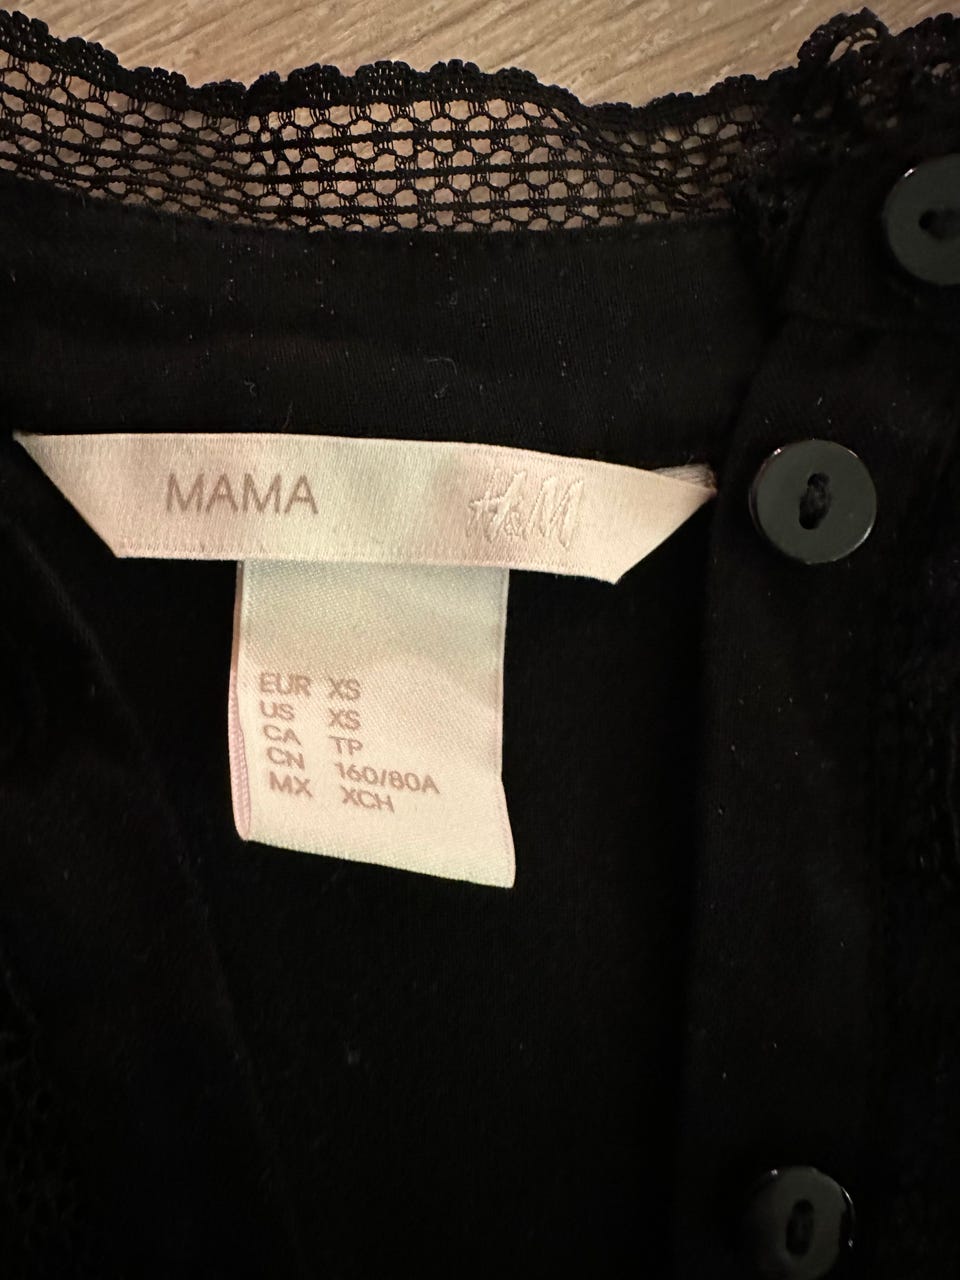 MAMA H&M
EUR XS
US XS
CA TP
CN 160/80A
MX XCH